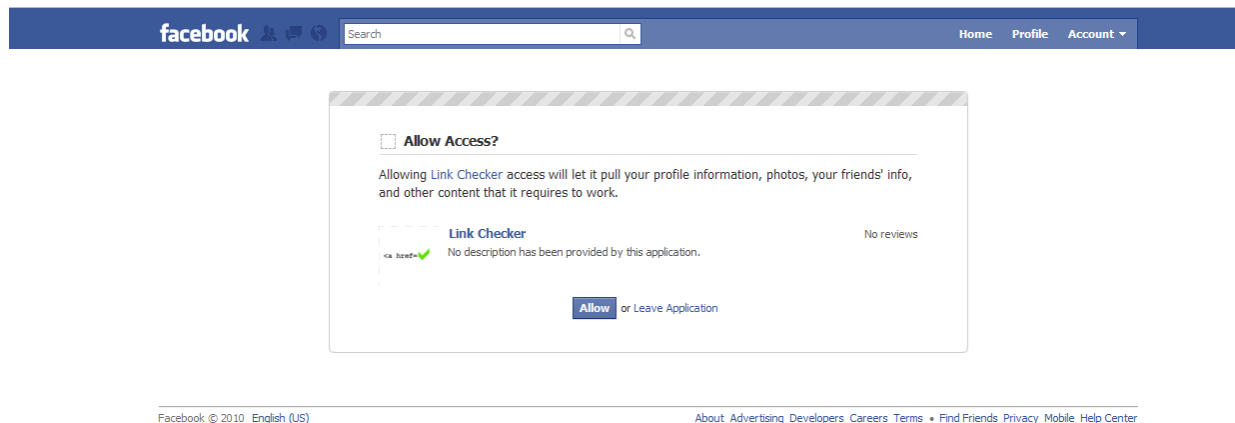 facebook Search Home Profile Account
Allow Access?
Allowing Link Checker access will let it pull your profile information, photos, your friends' info,
and other content that it requires to work.
Link Checker No reviews
<a href= No description has been provided by this application.
Allow or Leave Application
Facebook © 2010 English (US) About Advertising Developers Careers Terms • Find Friends Privacy Mobile Help Center